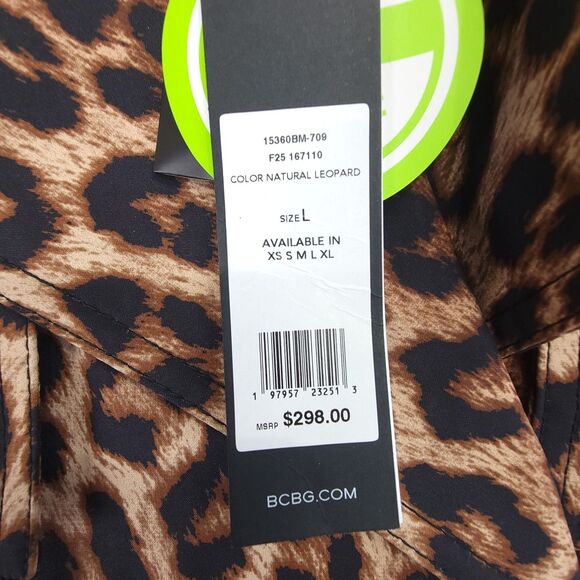 15360BM-709
F25 167110
COLOR NATURAL LEOPARD
SIZE L
AVAILABLE IN
XS S M L XL
1 97957 23251 3
MSRP $298.00
BCBG.COM